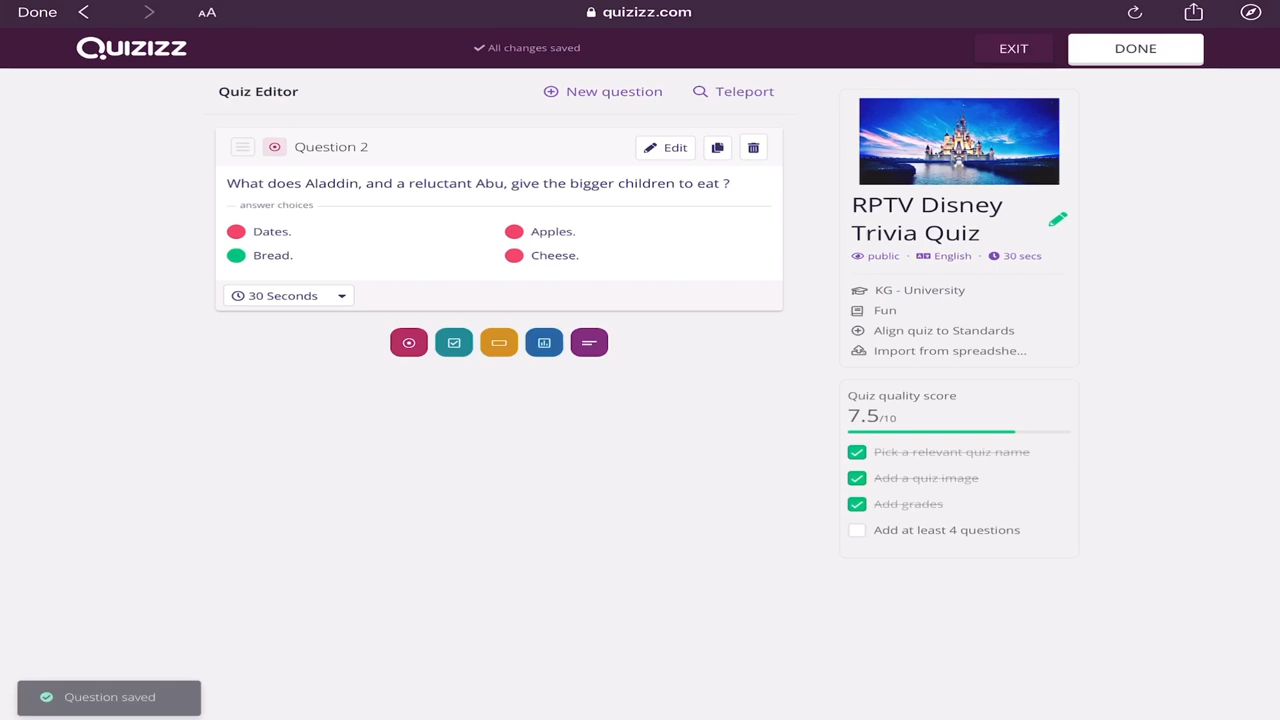 Done
AA
quizizz.com
Quizizz
All changes saved
EXIT
DONE
Quiz Editor
New question
Teleport
Question 2
Edit
What does Aladdin, and a reluctant Abu, give the bigger children to eat ?
answer choices
Dates.
Apples.
Bread.
Cheese.
30 Seconds
RPTV Disney
Trivia Quiz
public · English · 30 secs
KG - University
Fun
Align quiz to Standards
Import from spreadshe...
Quiz quality score
7.5/10
Pick a relevant quiz name
Add a quiz image
Add grades
Add at least 4 questions
Question saved